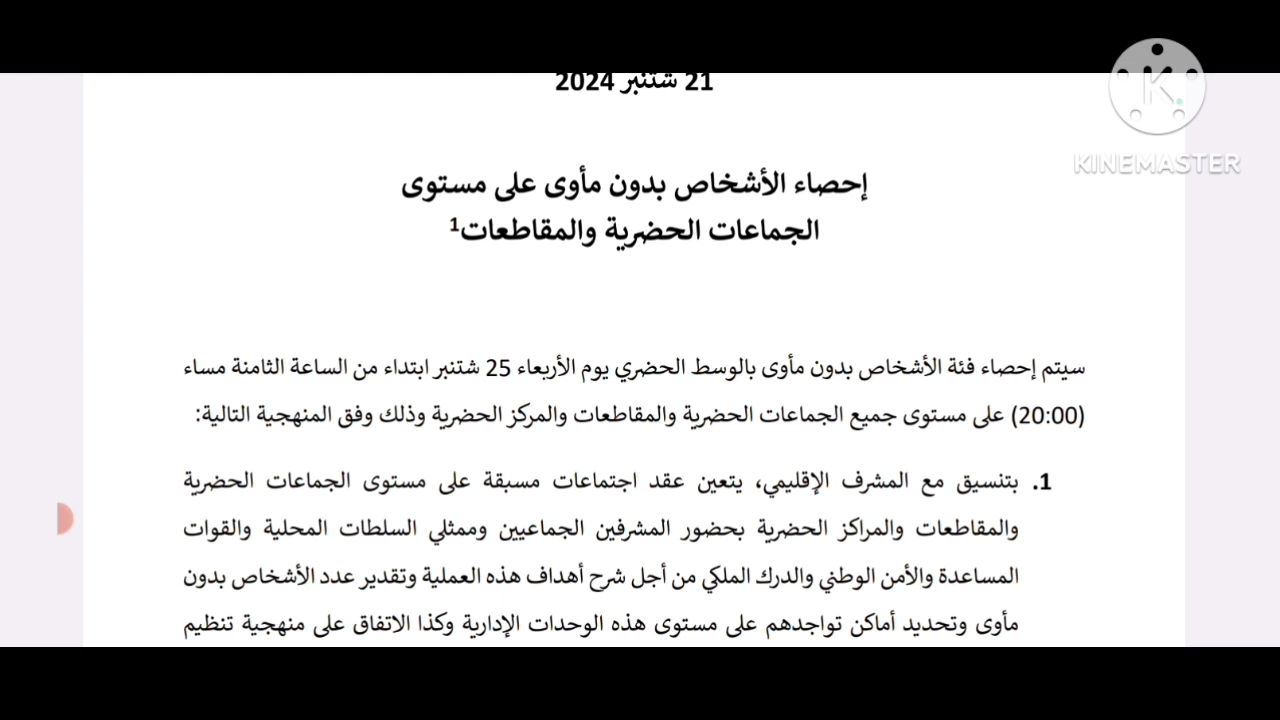 21 شتنبر 2024
KINEMASTER
إحصاء الأشخاص بدون مأوى على مستوى
الجماعات الحضرية والمقاطعات1
سيتم إحصاء فئة الأشخاص بدون مأوى بالوسط الحضري يوم الأربعاء 25 شتنبر ابتداء من الساعة الثامنة مساء
(20:00) على مستوى جميع الجماعات الحضرية والمقاطعات والمركز الحضرية وذلك وفق المنهجية التالية:
1. بتنسيق مع المشرف الإقليمي، يتعين عقد اجتماعات مسبقة على مستوى الجماعات الحضرية
والمقاطعات والمراكز الحضرية بحضور المشرفين الجماعيين وممثلي السلطات المحلية والقوات
المساعدة والأمن الوطني والدرك الملكي من أجل شرح أهداف هذه العملية وتقدير عدد الأشخاص بدون
مأوى وتحديد أماكن تواجدهم على مستوى هذه الوحدات الإدارية وكذا الاتفاق على منهجية تنظيم